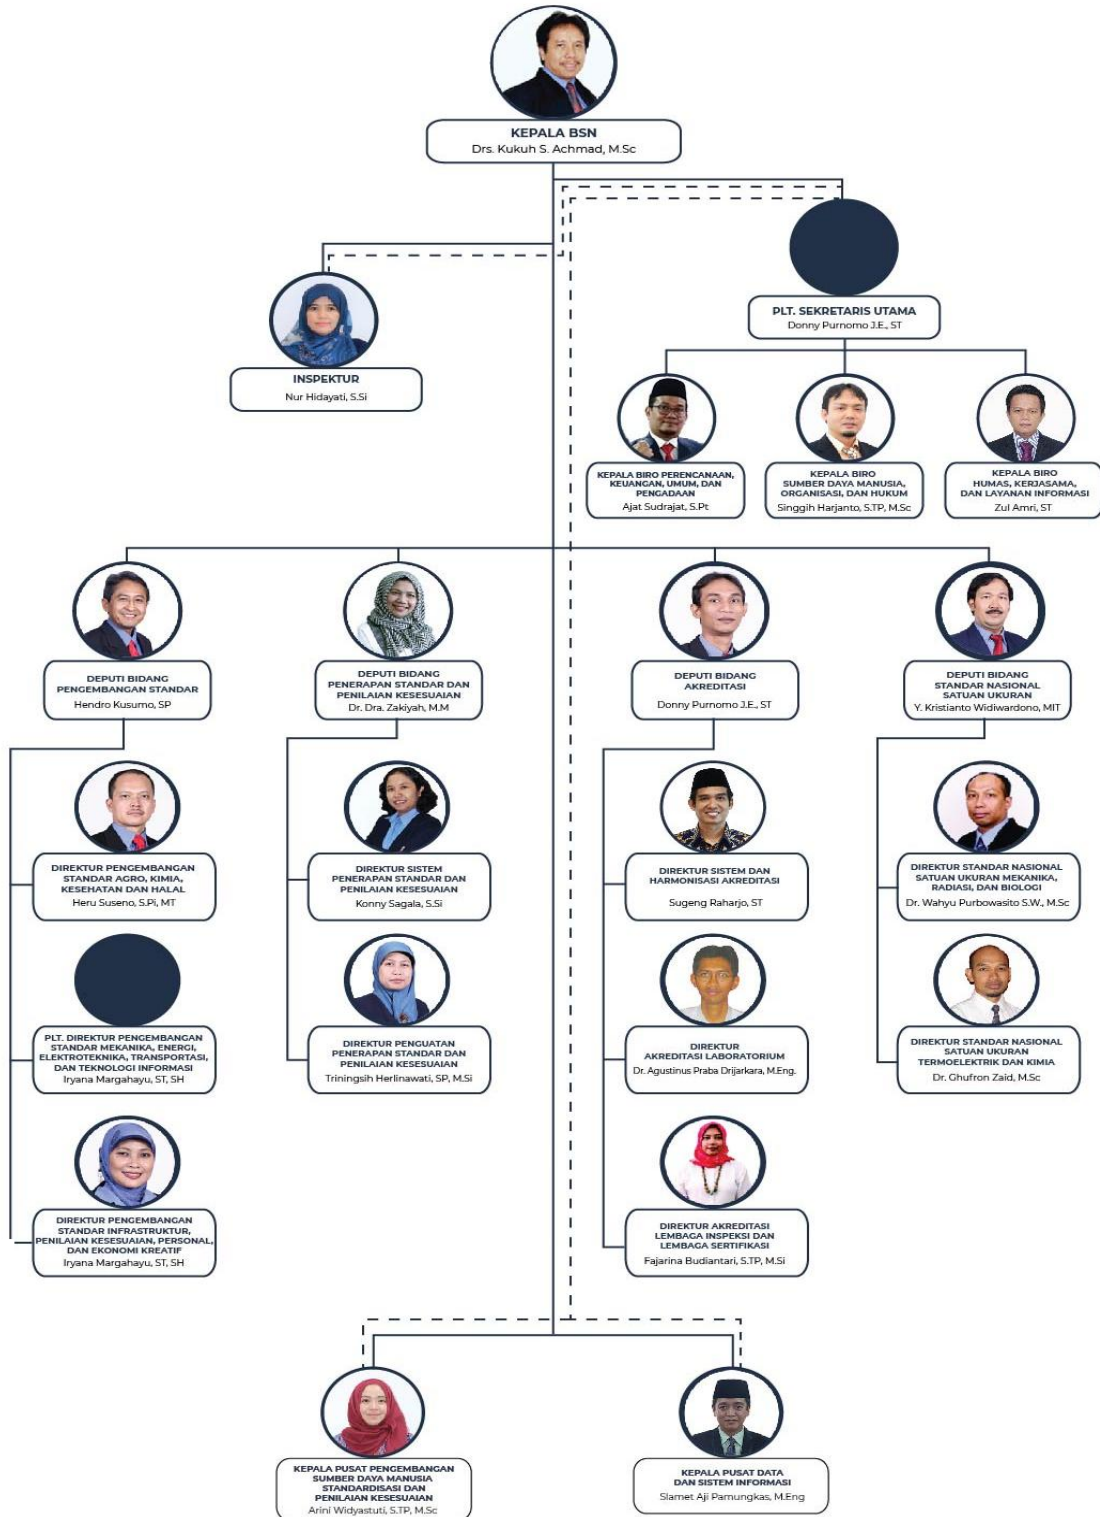 KEPALA BSN
Drs. Kukuh S. Achmad, M.Sc
PLT. SEKRETARIS UTAMA
Donny Purnomo J.E., ST
INSPEKTUR
Nur Hidayati, S.Si
KEPALA BIRO PERENCANAAN,
KEUANGAN, UMUM, DAN
PENGADAAN
Ajat Sudrajat, S.Pt
KEPALA BIRO
SUMBER DAYA MANUSIA,
ORGANISASI, DAN HUKUM
Singgih Harjanto, S.TP, M.Sc
KEPALA BIRO
HUMAS, KERJASAMA,
DAN LAYANAN INFORMASI
Zul Amri, ST
DEPUTI BIDANG
PENGEMBANGAN STANDAR
Hendro Kusumo, SP
DEPUTI BIDANG
PENERAPAN STANDAR DAN
PENILAIAN KESESUAIAN
Dr. Dra. Zakiyah, M.M
DEPUTI BIDANG
AKREDITASI
Donny Purnomo J.E., ST
DEPUTI BIDANG
STANDAR NASIONAL
SATUAN UKURAN
Y. Kristianto Widiwardono, MIT
DIREKTUR PENGEMBANGAN
STANDAR AGRO, KIMIA,
KESEHATAN DAN HALAL
Heru Suseno, S.Pi, MT
DIREKTUR SISTEM
PENERAPAN STANDAR DAN
PENILAIAN KESESUAIAN
Konny Sagala, S.Si
DIREKTUR SISTEM DAN
HARMONISASI AKREDITASI
Sugeng Raharjo, ST
DIREKTUR STANDAR NASIONAL
SATUAN UKURAN MEKANIKA,
RADIASI, DAN BIOLOGI
Dr. Wahyu Purbowasito S.W., M.Sc
PLT. DIREKTUR PENGEMBANGAN
STANDAR MEKANIKA, ENERGI,
ELEKTROTEKNIKA, TRANSPORTASI,
DAN TEKNOLOGI INFORMASI
Iryana Margahayu, ST, SH
DIREKTUR PENGUATAN
PENERAPAN STANDAR DAN
PENILAIAN KESESUAIAN
Triningsih Herlinawati, SP, M.Si
DIREKTUR
AKREDITASI LABORATORIUM
Dr. Agustinus Praba Drijarkara, M.Eng.
DIREKTUR STANDAR NASIONAL
SATUAN UKURAN
TERMOELEKTRIK DAN KIMIA
Dr. Ghufron Zaid, M.Sc
DIREKTUR PENGEMBANGAN
STANDAR INFRASTRUKTUR,
PENILAIAN KESESUAIAN, PERSONAL,
DAN EKONOMI KREATIF
Iryana Margahayu, ST, SH
DIREKTUR AKREDITASI
LEMBAGA INSPEKSI DAN
LEMBAGA SERTIFIKASI
Fajarina Budiantari, S.TP, M.Si
KEPALA PUSAT PENGEMBANGAN
SUMBER DAYA MANUSIA
STANDARDISASI DAN
PENILAIAN KESESUAIAN
Arini Widyastuti, S.TP, M.Sc
KEPALA PUSAT DATA
DAN SISTEM INFORMASI
Slamet Aji Pamungkas, M.Eng